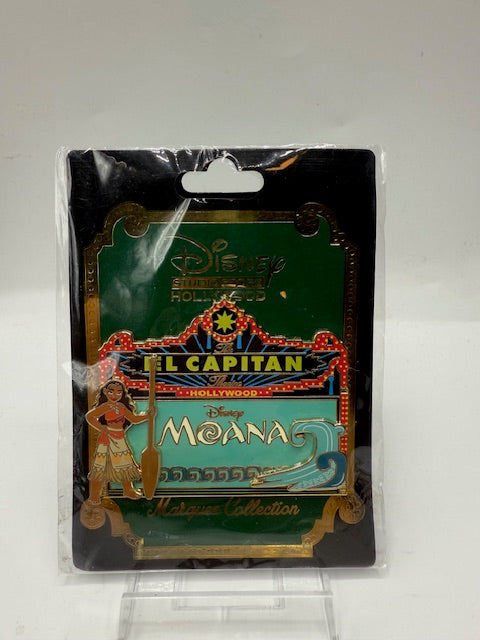 Disney
STUDIO STORE
HOLLYWOOD
The
EL CAPITAN
Theatre
HOLLYWOOD
Disney
MOANA
Marquee Collection